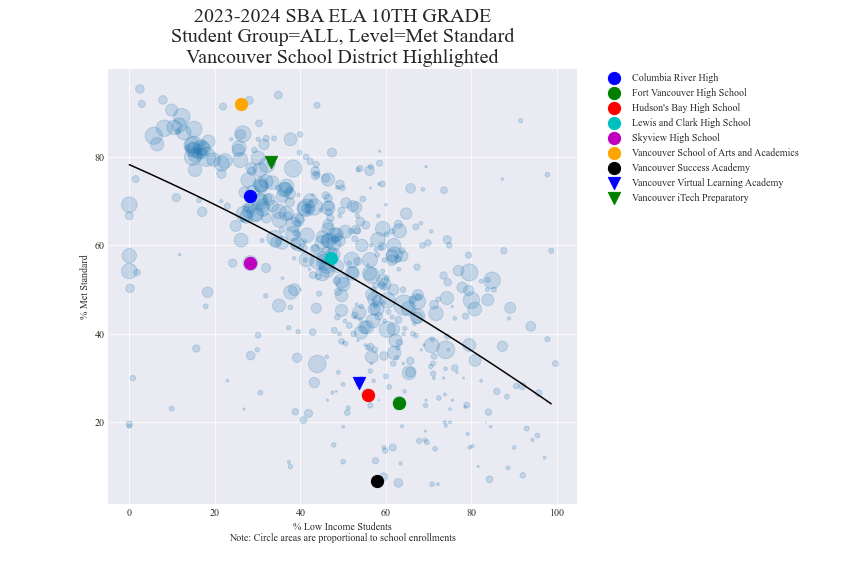 2023-2024 SBA ELA 10TH GRADE
Student Group=ALL, Level=Met Standard
Vancouver School District Highlighted
Columbia River High
Fort Vancouver High School
Hudson's Bay High School
Lewis and Clark High School
Skyview High School
Vancouver School of Arts and Academics
Vancouver Success Academy
Vancouver Virtual Learning Academy
Vancouver iTech Preparatory
% Met Standard
80
60
40
20
0 20 40 60 80 100
% Low Income Students
Note: Circle areas are proportional to school enrollments